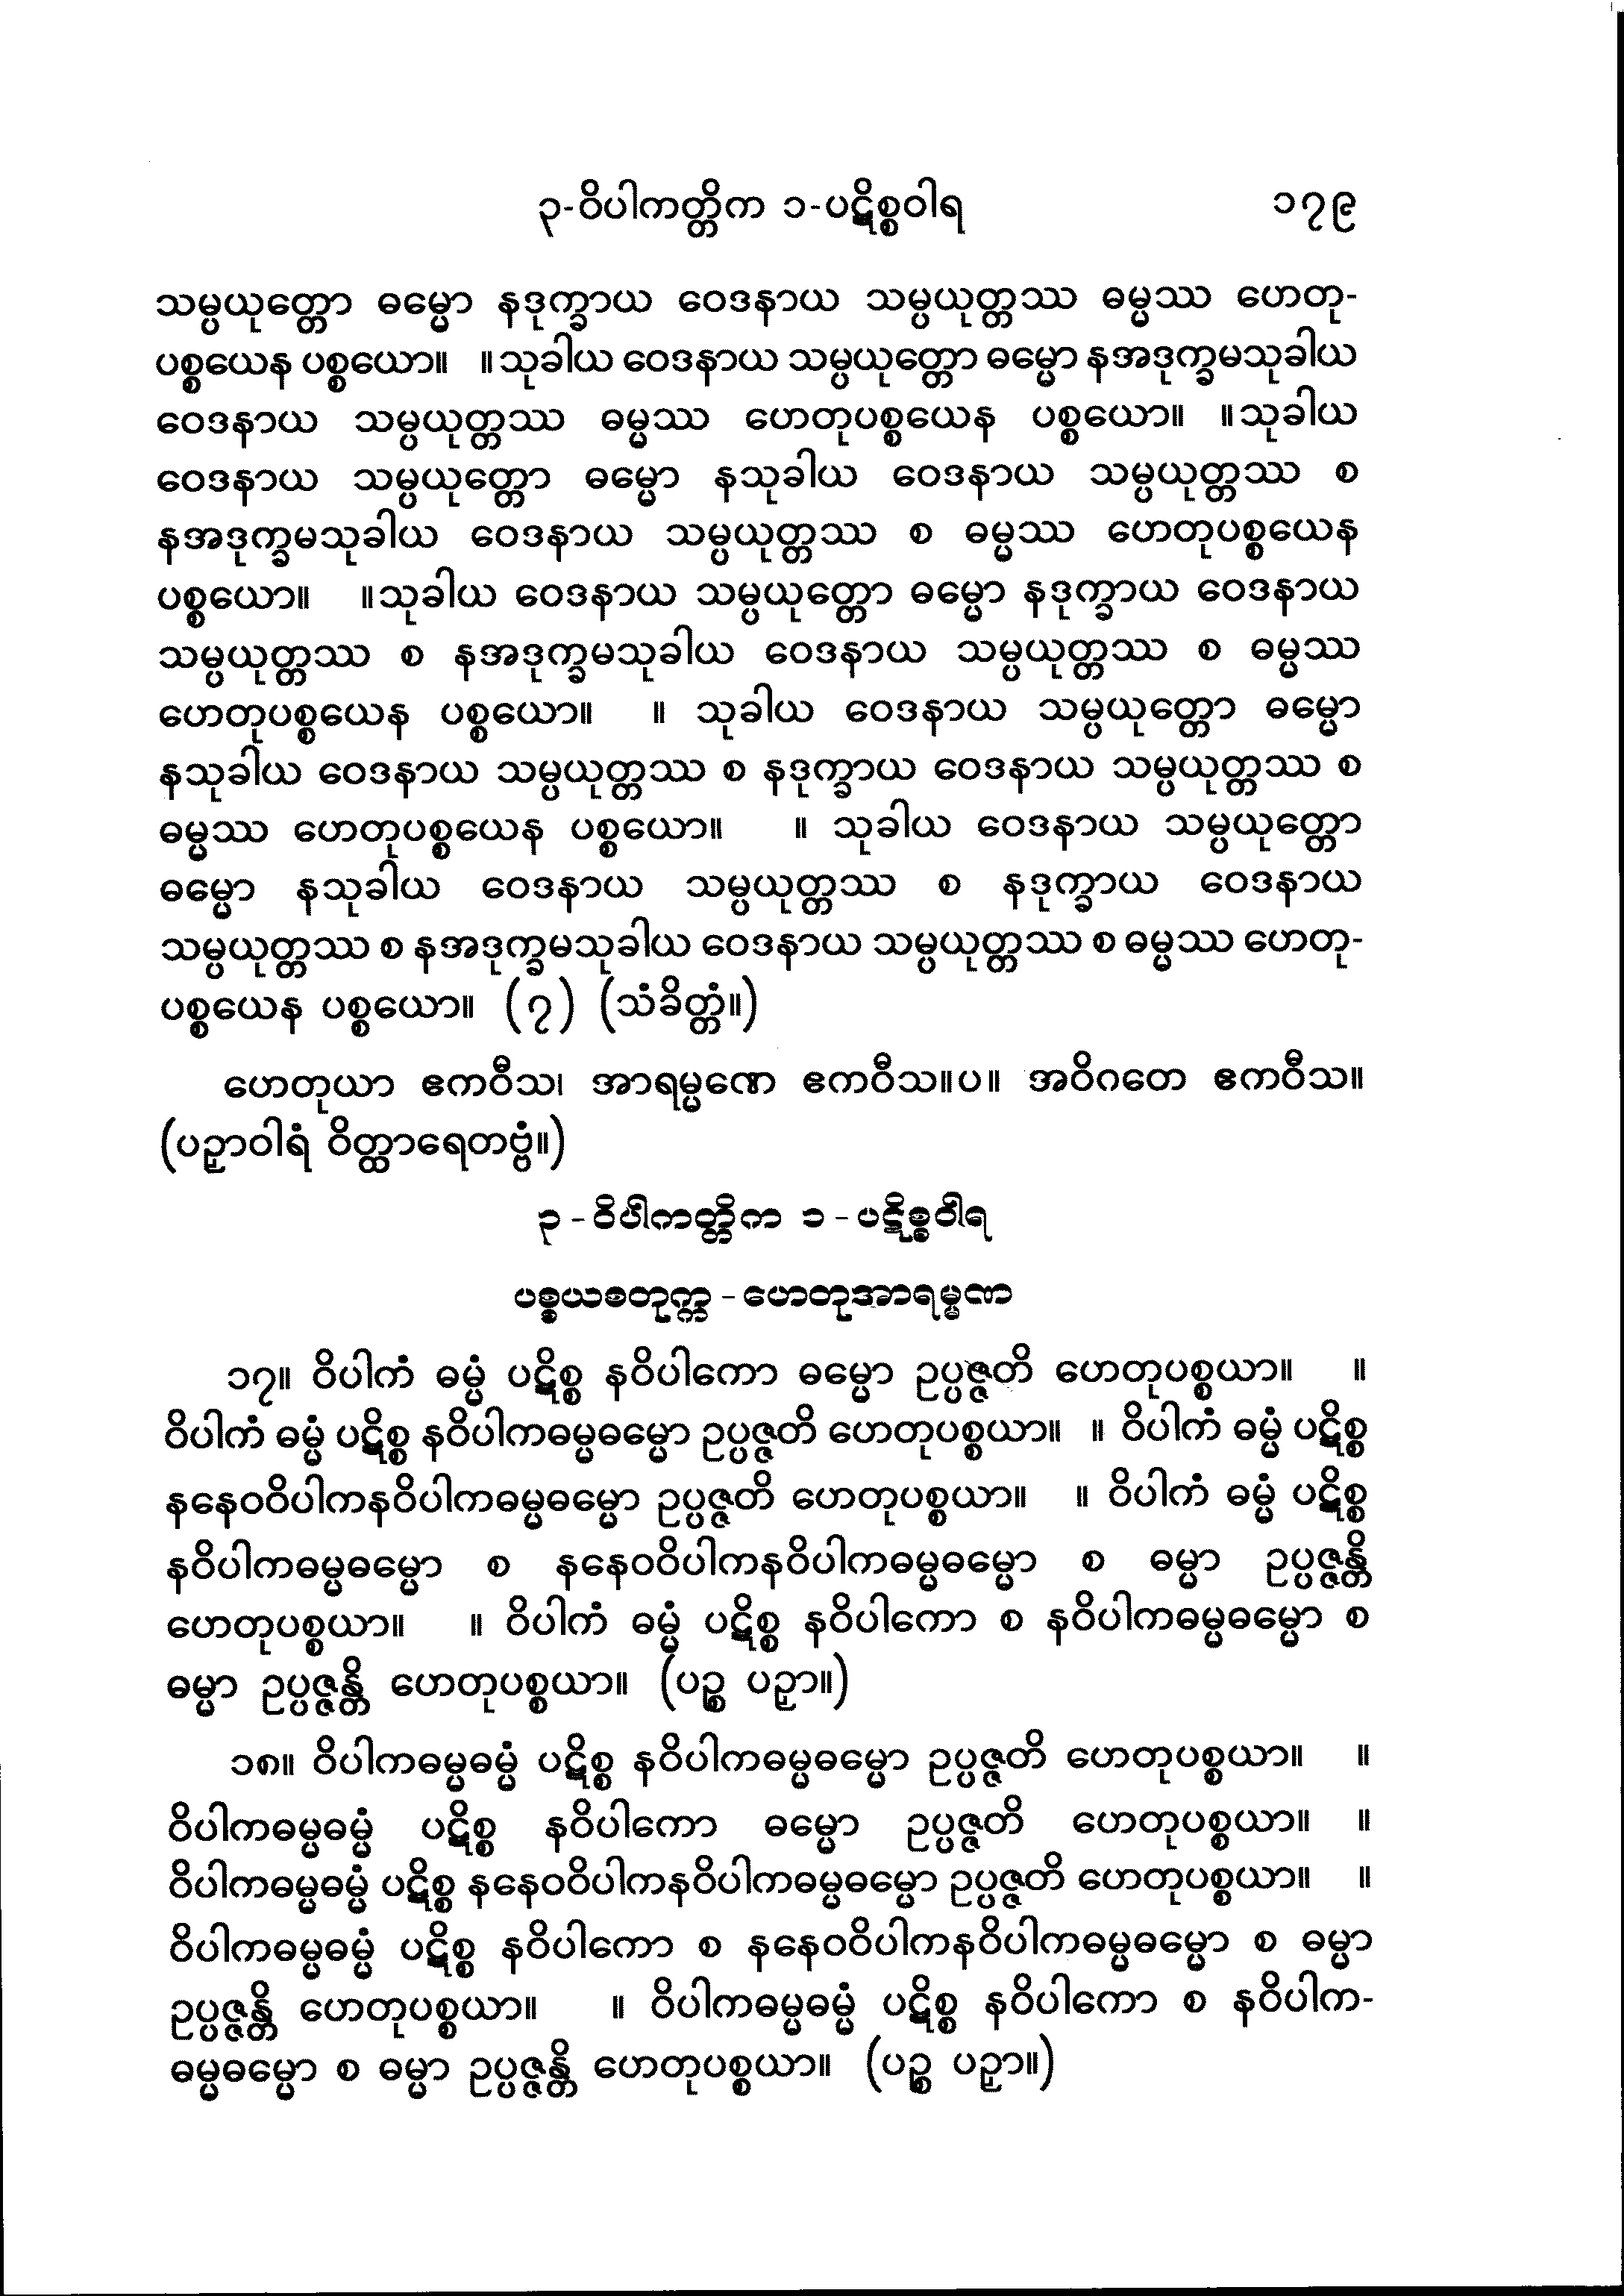 ၃-ဝိပါကတ္တိက ၁-ပဋိစ္စဝါရ ၁၇၉
သမ္ပယုတ္တော ဓမ္မော နဒုက္ခာယ ဝေဒနာယ သမ္ပယုတ္တဿ ဓမ္မဿ ဟေတု-
ပစ္စယေန ပစ္စယော။ ။သုခါယ ဝေဒနာယ သမ္ပယုတ္တော ဓမ္မော နအဒုက္ခမသုခါယ
ဝေဒနာယ သမ္ပယုတ္တဿ ဓမ္မဿ ဟေတုပစ္စယေန ပစ္စယော။ ။သုခါယ
ဝေဒနာယ သမ္ပယုတ္တော ဓမ္မော နသုခါယ ဝေဒနာယ သမ္ပယုတ္တဿ စ
နအဒုက္ခမသုခါယ ဝေဒနာယ သမ္ပယုတ္တဿ စ ဓမ္မဿ ဟေတုပစ္စယေန
ပစ္စယော။ ။သုခါယ ဝေဒနာယ သမ္ပယုတ္တော ဓမ္မော နဒုက္ခာယ ဝေဒနာယ
သမ္ပယုတ္တဿ စ နအဒုက္ခမသုခါယ ဝေဒနာယ သမ္ပယုတ္တဿ စ ဓမ္မဿ
ဟေတုပစ္စယေန ပစ္စယော။ ။ သုခါယ ဝေဒနာယ သမ္ပယုတ္တော ဓမ္မော
နသုခါယ ဝေဒနာယ သမ္ပယုတ္တဿ စ နဒုက္ခာယ ဝေဒနာယ သမ္ပယုတ္တဿ စ
ဓမ္မဿ ဟေတုပစ္စယေန ပစ္စယော။ ။ သုခါယ ဝေဒနာယ သမ္ပယုတ္တော
ဓမ္မော နသုခါယ ဝေဒနာယ သမ္ပယုတ္တဿ စ နဒုက္ခာယ ဝေဒနာယ
သမ္ပယုတ္တဿ စ နအဒုက္ခမသုခါယ ဝေဒနာယ သမ္ပယုတ္တဿ စ ဓမ္မဿ ဟေတု-
ပစ္စယေန ပစ္စယော။ (၇) (သံခိတ္တံ။)
ဟေတုယာ ဧကဝီသ၊ အာရမ္မဏေ ဧကဝီသ။ပ။ အဝိဂတေ ဧကဝီသ။
(ပဉှာဝါရံ ဝိတ္ထာရေတဗ္ဗံ။)
၃ - ဝိပါကတ္တိက ၁ - ပဋိစ္စဝါရ
ပစ္စယစတုက္က - ဟေတုအာရမ္မဏ
၁၇။ ဝိပါကံ ဓမ္မံ ပဋိစ္စ နဝိပါကော ဓမ္မော ဥပ္ပဇ္ဇတိ ဟေတုပစ္စယာ။ ။
ဝိပါကံ ဓမ္မံ ပဋိစ္စ နဝိပါကဓမ္မဓမ္မော ဥပ္ပဇ္ဇတိ ဟေတုပစ္စယာ။ ။ ဝိပါကံ ဓမ္မံ ပဋိစ္စ
နနေဝဝိပါကနဝိပါကဓမ္မဓမ္မော ဥပ္ပဇ္ဇတိ ဟေတုပစ္စယာ။ ။ ဝိပါကံ ဓမ္မံ ပဋိစ္စ
နဝိပါကဓမ္မဓမ္မော စ နနေဝဝိပါကနဝိပါကဓမ္မဓမ္မော စ ဓမ္မာ ဥပ္ပဇ္ဇန္တိ
ဟေတုပစ္စယာ။ ။ ဝိပါကံ ဓမ္မံ ပဋိစ္စ နဝိပါကော စ နဝိပါကဓမ္မဓမ္မော စ
ဓမ္မာ ဥပ္ပဇ္ဇန္တိ ဟေတုပစ္စယာ။ (ပဉ္စ ပဉှာ။)
၁၈။ ဝိပါကဓမ္မဓမ္မံ ပဋိစ္စ နဝိပါကဓမ္မဓမ္မော ဥပ္ပဇ္ဇတိ ဟေတုပစ္စယာ။ ။
ဝိပါကဓမ္မဓမ္မံ ပဋိစ္စ နဝိပါကော ဓမ္မော ဥပ္ပဇ္ဇတိ ဟေတုပစ္စယာ။ ။
ဝိပါကဓမ္မဓမ္မံ ပဋိစ္စ နနေဝဝိပါကနဝိပါကဓမ္မဓမ္မော ဥပ္ပဇ္ဇတိ ဟေတုပစ္စယာ။ ။
ဝိပါကဓမ္မဓမ္မံ ပဋိစ္စ နဝိပါကော စ နနေဝဝိပါကနဝိပါကဓမ္မဓမ္မော စ ဓမ္မာ
ဥပ္ပဇ္ဇန္တိ ဟေတုပစ္စယာ။ ။ ဝိပါကဓမ္မဓမ္မံ ပဋိစ္စ နဝိပါကော စ နဝိပါက-
ဓမ္မဓမ္မော စ ဓမ္မာ ဥပ္ပဇ္ဇန္တိ ဟေတုပစ္စယာ။ (ပဉ္စ ပဉှာ။)